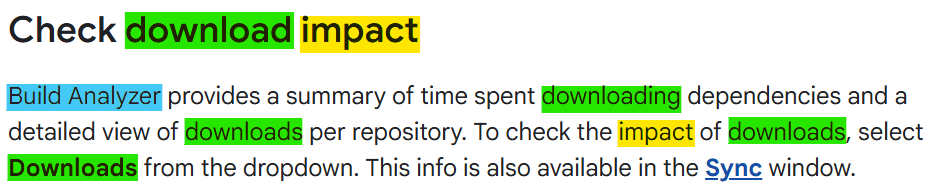 Check download impact
Build Analyzer provides a summary of time spent downloading dependencies and a
detailed view of downloads per repository. To check the impact of downloads, select
Downloads from the dropdown. This info is also available in the Sync window.